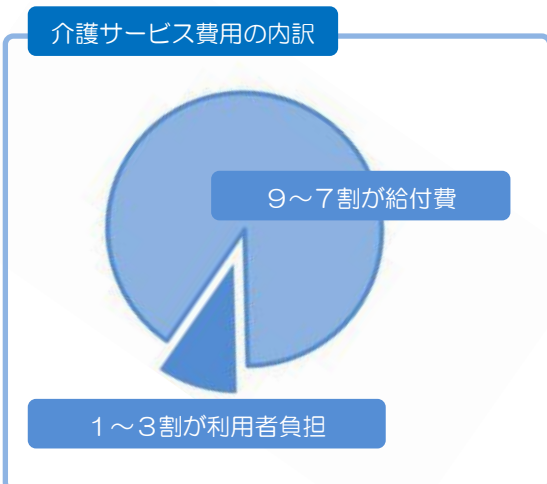 介護サービス費用の内訳
９～７割が給付費
１～３割が利用者負担